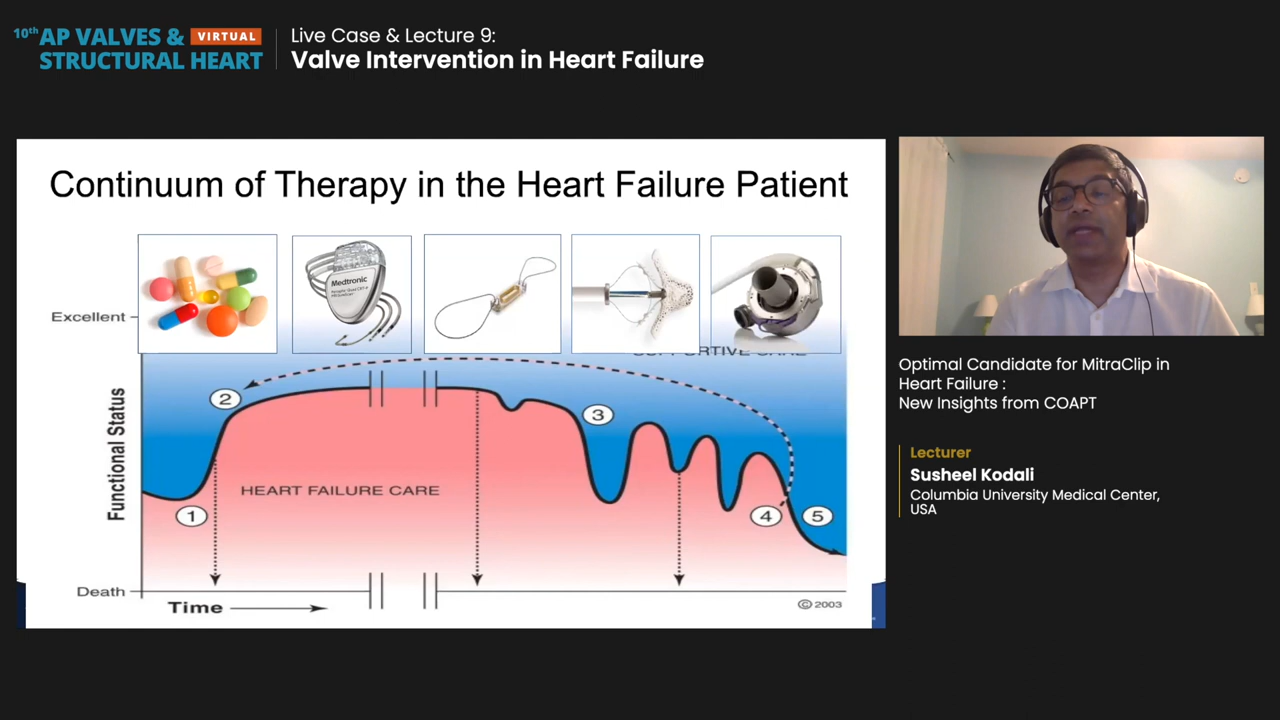 10th AP VALVES & VIRTUAL
STRUCTURAL HEART
Live Case & Lecture 9:
Valve Intervention in Heart Failure
Continuum of Therapy in the Heart Failure Patient
Medtronic
Excellent
SUPPORTIVE CARE
2
3
Functional Status
HEART FAILURE CARE
1
4
5
Death
Time
© 2003
Optimal Candidate for MitraClip in
Heart Failure :
New Insights from COAPT
Lecturer
Susheel Kodali
Columbia University Medical Center,
USA